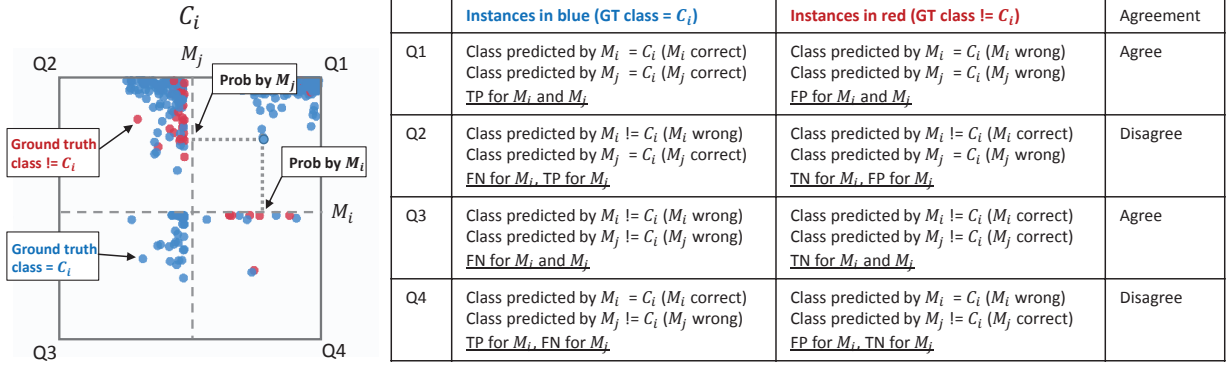 C_i
M_j
Q2
Q1
Prob by M_j
Ground truth
class != C_i
Prob by M_i
M_i
Ground truth
class = C_i
Q3
Q4
Instances in blue (GT class = C_i)
Instances in red (GT class != C_i)
Agreement
Q1
Class predicted by M_i = C_i (M_i correct)
Class predicted by M_j = C_i (M_j correct)
TP for M_i and M_j
Class predicted by M_i = C_i (M_i wrong)
Class predicted by M_j = C_i (M_j wrong)
FP for M_i and M_j
Agree
Q2
Class predicted by M_i != C_i (M_i wrong)
Class predicted by M_j = C_i (M_j correct)
FN for M_i, TP for M_j
Class predicted by M_i != C_i (M_i correct)
Class predicted by M_j = C_i (M_j wrong)
TN for M_i, FP for M_j
Disagree
Q3
Class predicted by M_i != C_i (M_i wrong)
Class predicted by M_j != C_i (M_j wrong)
FN for M_i and M_j
Class predicted by M_i != C_i (M_i correct)
Class predicted by M_j != C_i (M_j correct)
TN for M_i and M_j
Agree
Q4
Class predicted by M_i = C_i (M_i correct)
Class predicted by M_j != C_i (M_j wrong)
TP for M_i, FN for M_j
Class predicted by M_i = C_i (M_i wrong)
Class predicted by M_j != C_i (M_j correct)
FP for M_i, TN for M_j
Disagree